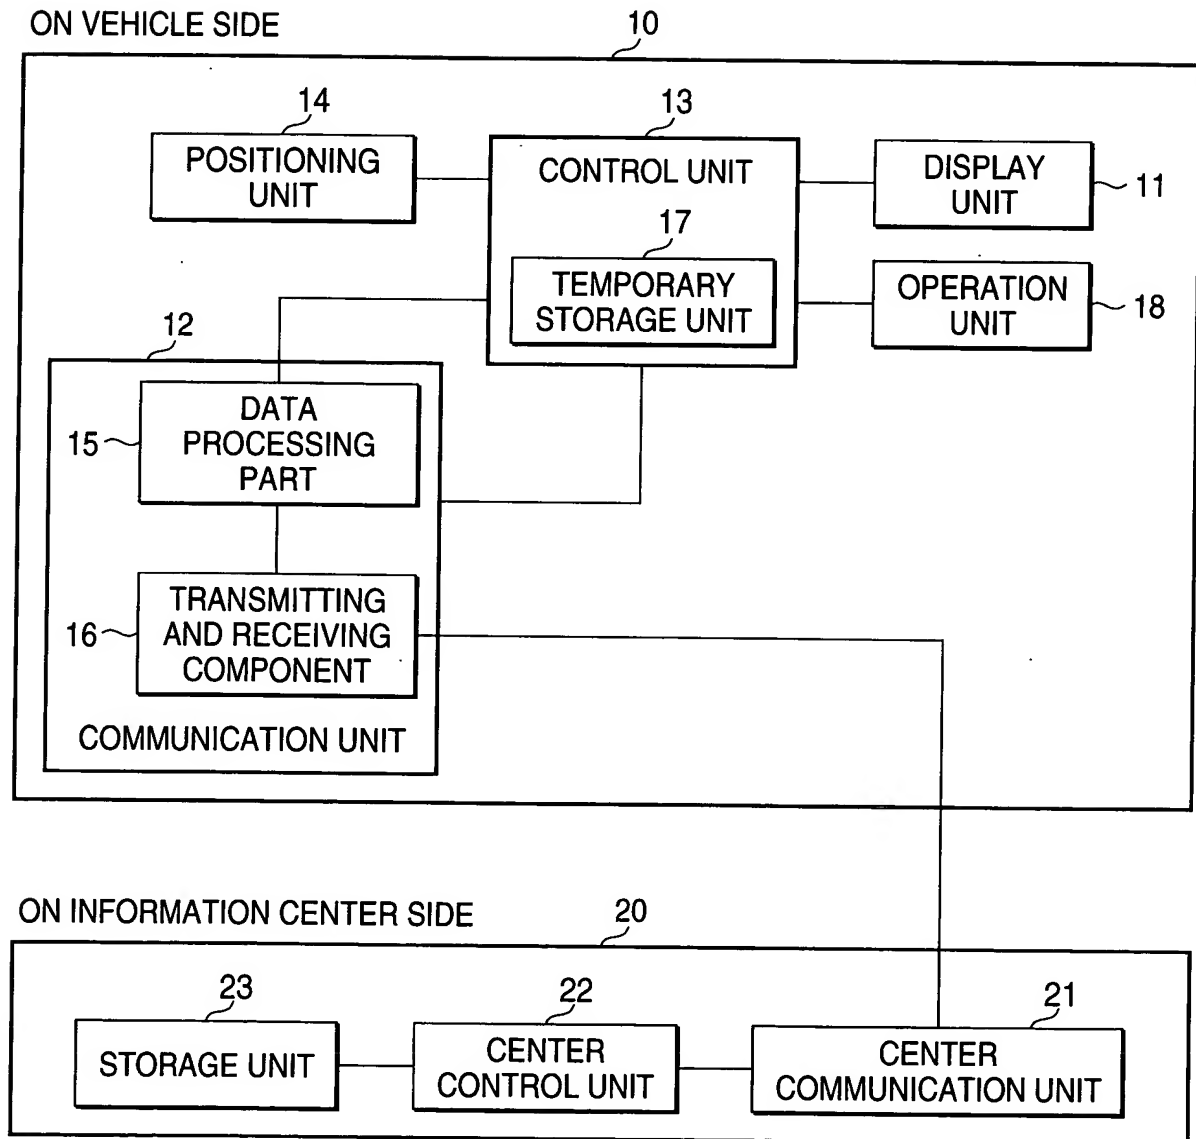 ON VEHICLE SIDE
10
14
13
POSITIONING
UNIT
CONTROL UNIT
DISPLAY
UNIT
11
17
TEMPORARY
STORAGE UNIT
OPERATION
UNIT
18
12
DATA
PROCESSING
PART
15
TRANSMITTING
AND RECEIVING
COMPONENT
16
COMMUNICATION UNIT
ON INFORMATION CENTER SIDE
20
23
22
21
STORAGE UNIT
CENTER
CONTROL UNIT
CENTER
COMMUNICATION UNIT